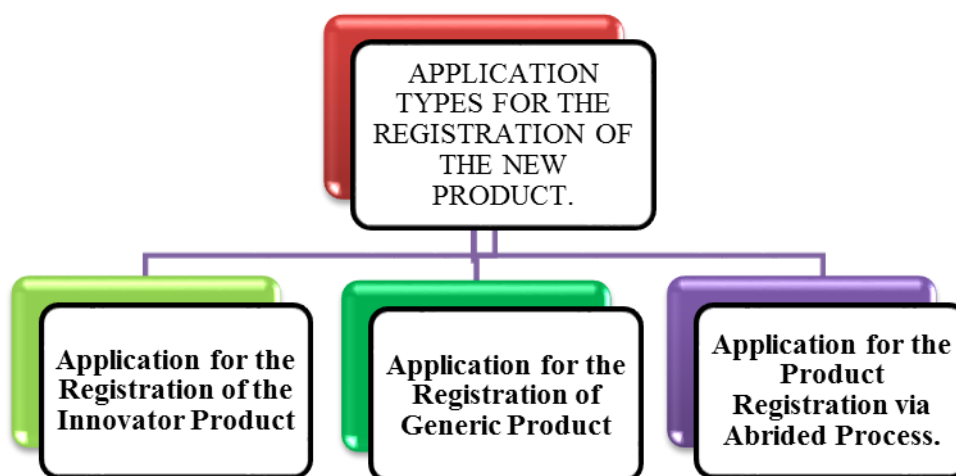 APPLICATION
TYPES FOR THE
REGISTRATION OF
THE NEW
PRODUCT.
Application for the
Registration of the
Innovator Product
Application for the
Registration of
Generic Product
Application for the
Product
Registration via
Abrided Process.